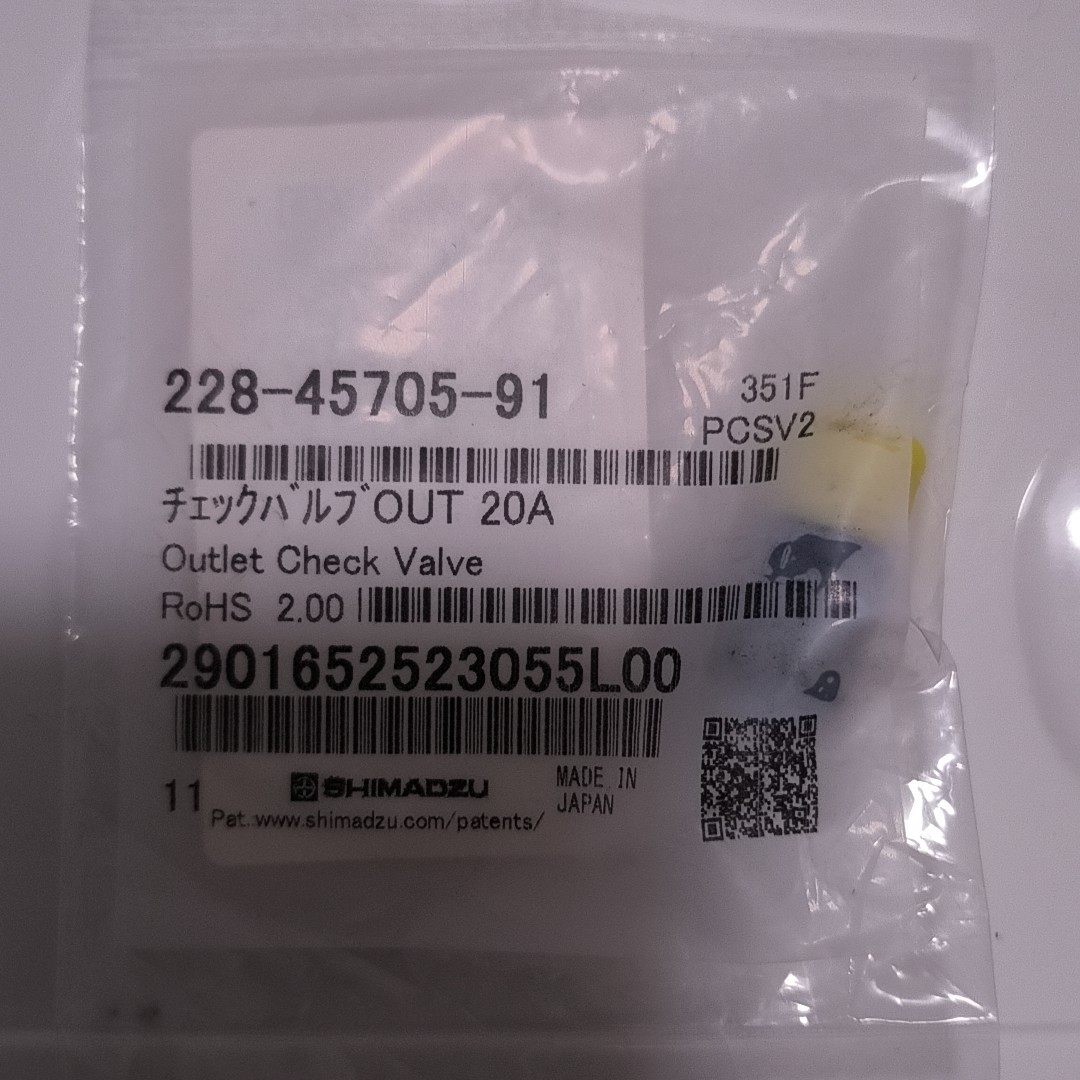 228-45705-91
351F
PCSV2
ﾁｪｯｸﾊﾞﾙﾌﾞOUT 20A
Outlet Check Valve
RoHS 2.00
2901652523055L00
11
SHIMADZU
MADE IN
JAPAN
Pat.:www.shimadzu.com/patents/